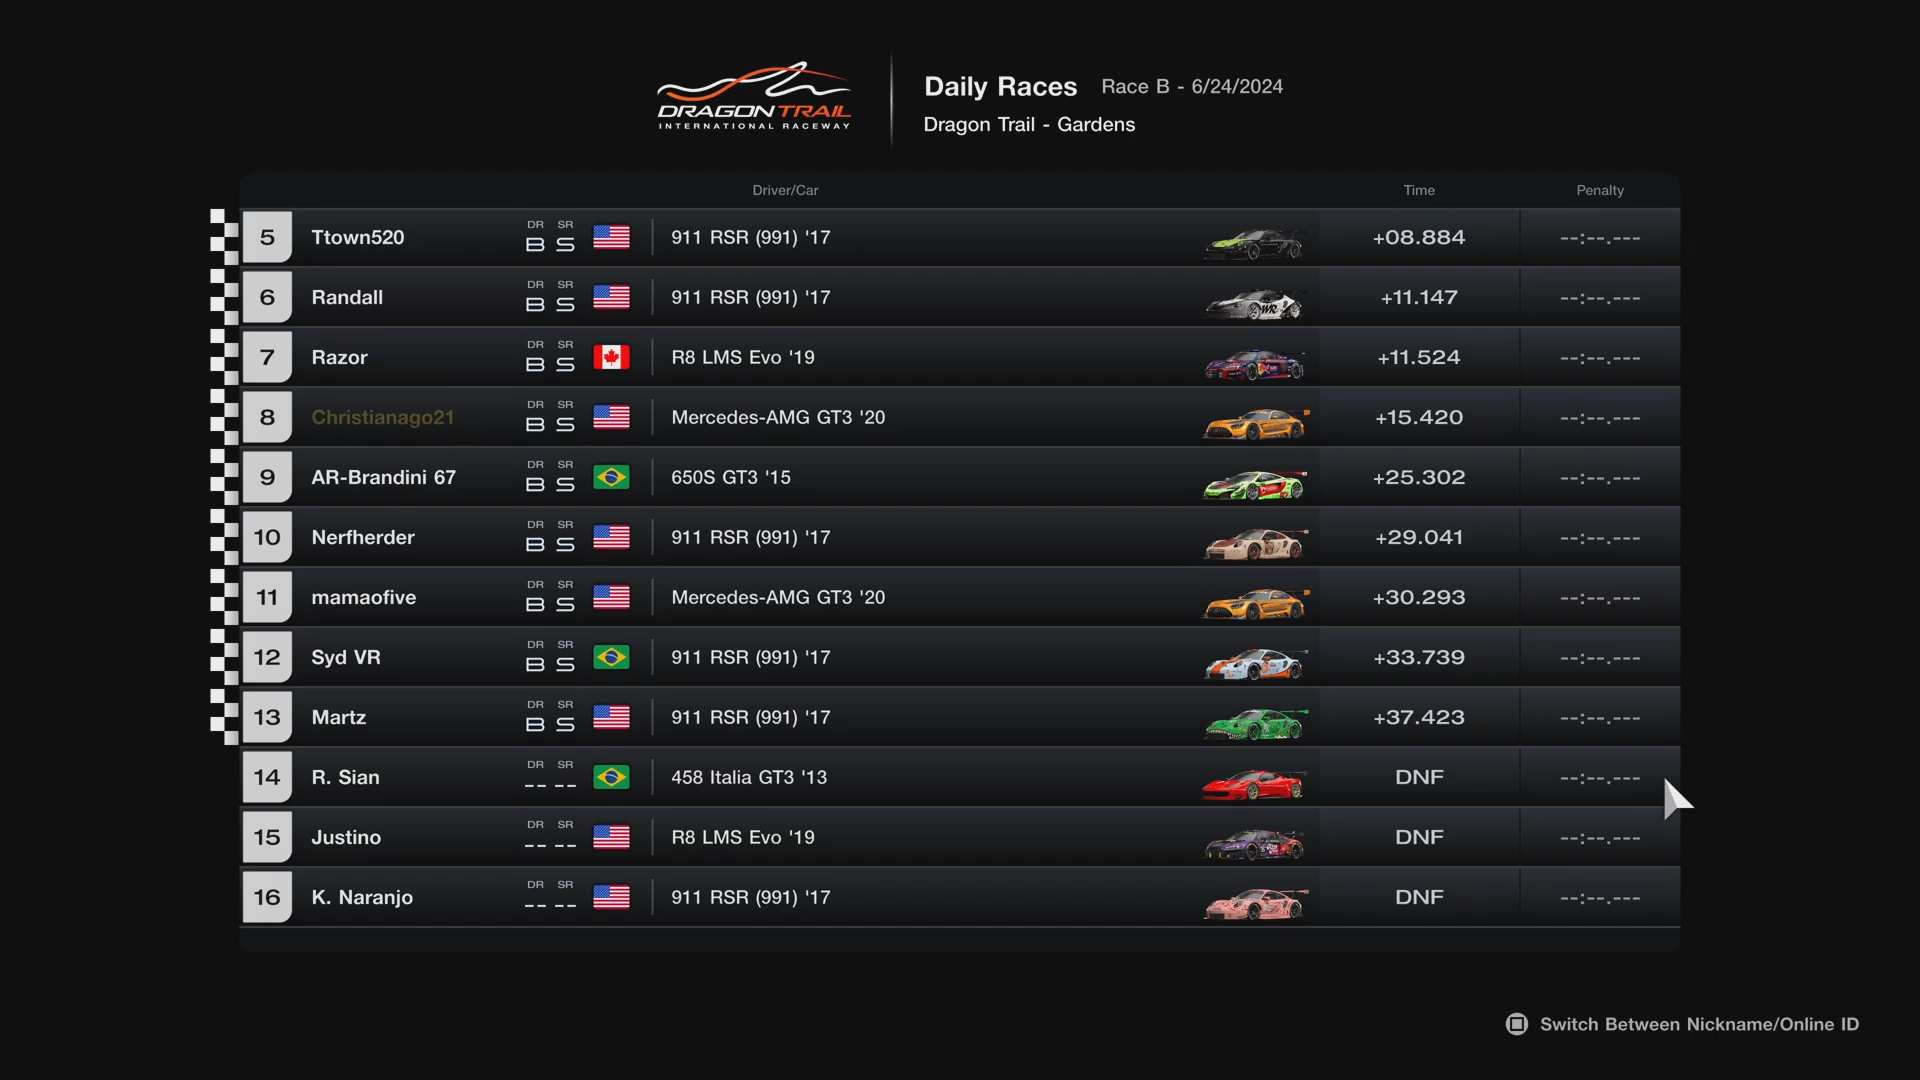 DRAGON TRAIL
INTERNATIONAL RACEWAY
Daily Races Race B - 6/24/2024
Dragon Trail - Gardens
Driver/Car Time Penalty
5 Ttown520 DR B SR S 911 RSR (991) '17 +08.884 --:--.---
6 Randall DR B SR S 911 RSR (991) '17 +11.147 --:--.---
7 Razor DR B SR S R8 LMS Evo '19 +11.524 --:--.---
8 Christianago21 DR B SR S Mercedes-AMG GT3 '20 +15.420 --:--.---
9 AR-Brandini 67 DR B SR S 650S GT3 '15 +25.302 --:--.---
10 Nerfherder DR B SR S 911 RSR (991) '17 +29.041 --:--.---
11 mamaofive DR B SR S Mercedes-AMG GT3 '20 +30.293 --:--.---
12 Syd VR DR B SR S 911 RSR (991) '17 +33.739 --:--.---
13 Martz DR B SR S 911 RSR (991) '17 +37.423 --:--.---
14 R. Sian DR -- SR -- 458 Italia GT3 '13 DNF --:--.---
15 Justino DR -- SR -- R8 LMS Evo '19 DNF --:--.---
16 K. Naranjo DR -- SR -- 911 RSR (991) '17 DNF --:--.---
Switch Between Nickname/Online ID